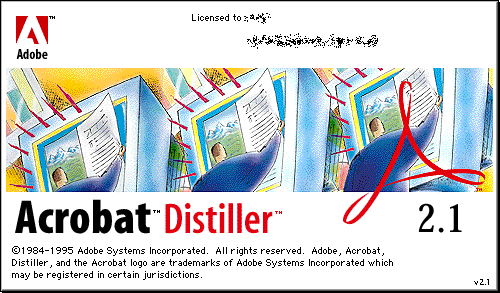 Licensed to:
Adobe
Acrobat™ Distiller™ 2.1
©1984-1995 Adobe Systems Incorporated. All rights reserved. Adobe, Acrobat,
Distiller, and the Acrobat logo are trademarks of Adobe Systems Incorporated which
may be registered in certain jurisdictions.
v2.1